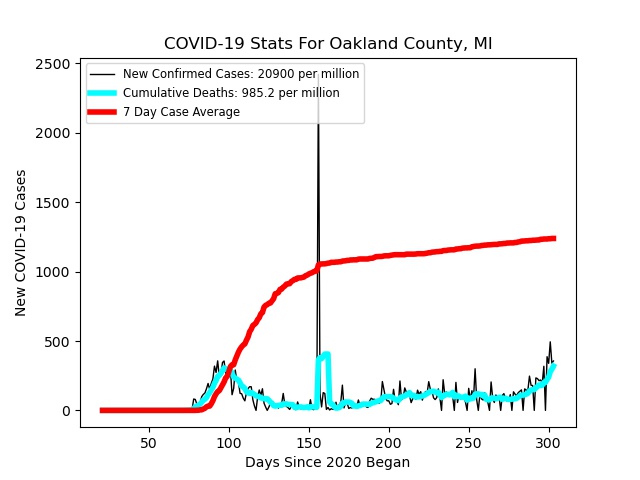 COVID-19 Stats For Oakland County, MI
New Confirmed Cases: 20900 per million
Cumulative Deaths: 985.2 per million
7 Day Case Average
2500
2000
1500
1000
500
0
New COVID-19 Cases
50 100 150 200 250 300
Days Since 2020 Began